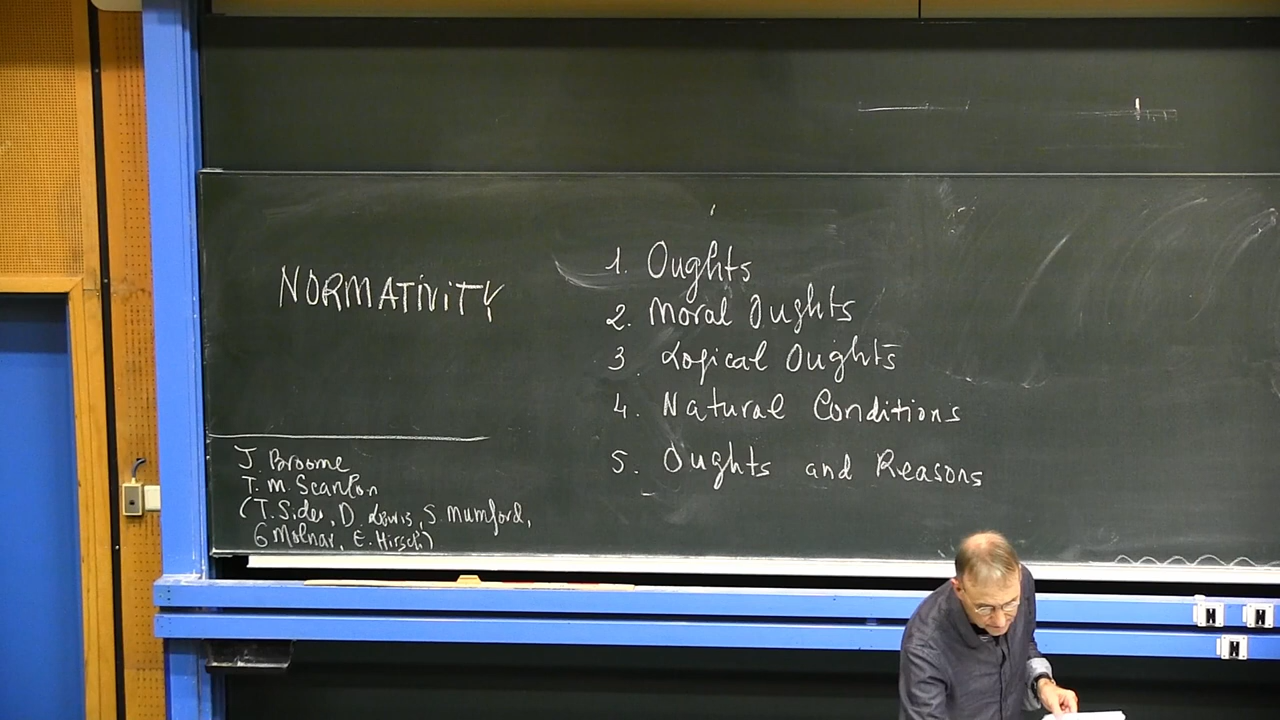 NORMATIVITY
1. Oughts
2. Moral Oughts
3 Logical Oughts
4. Natural Conditions
5. Oughts and Reasons
J. Broome
T. M. Scanlon
(T. Sider, D. Lewis, S. Mumford,
G Molnar, E. Hirsch)